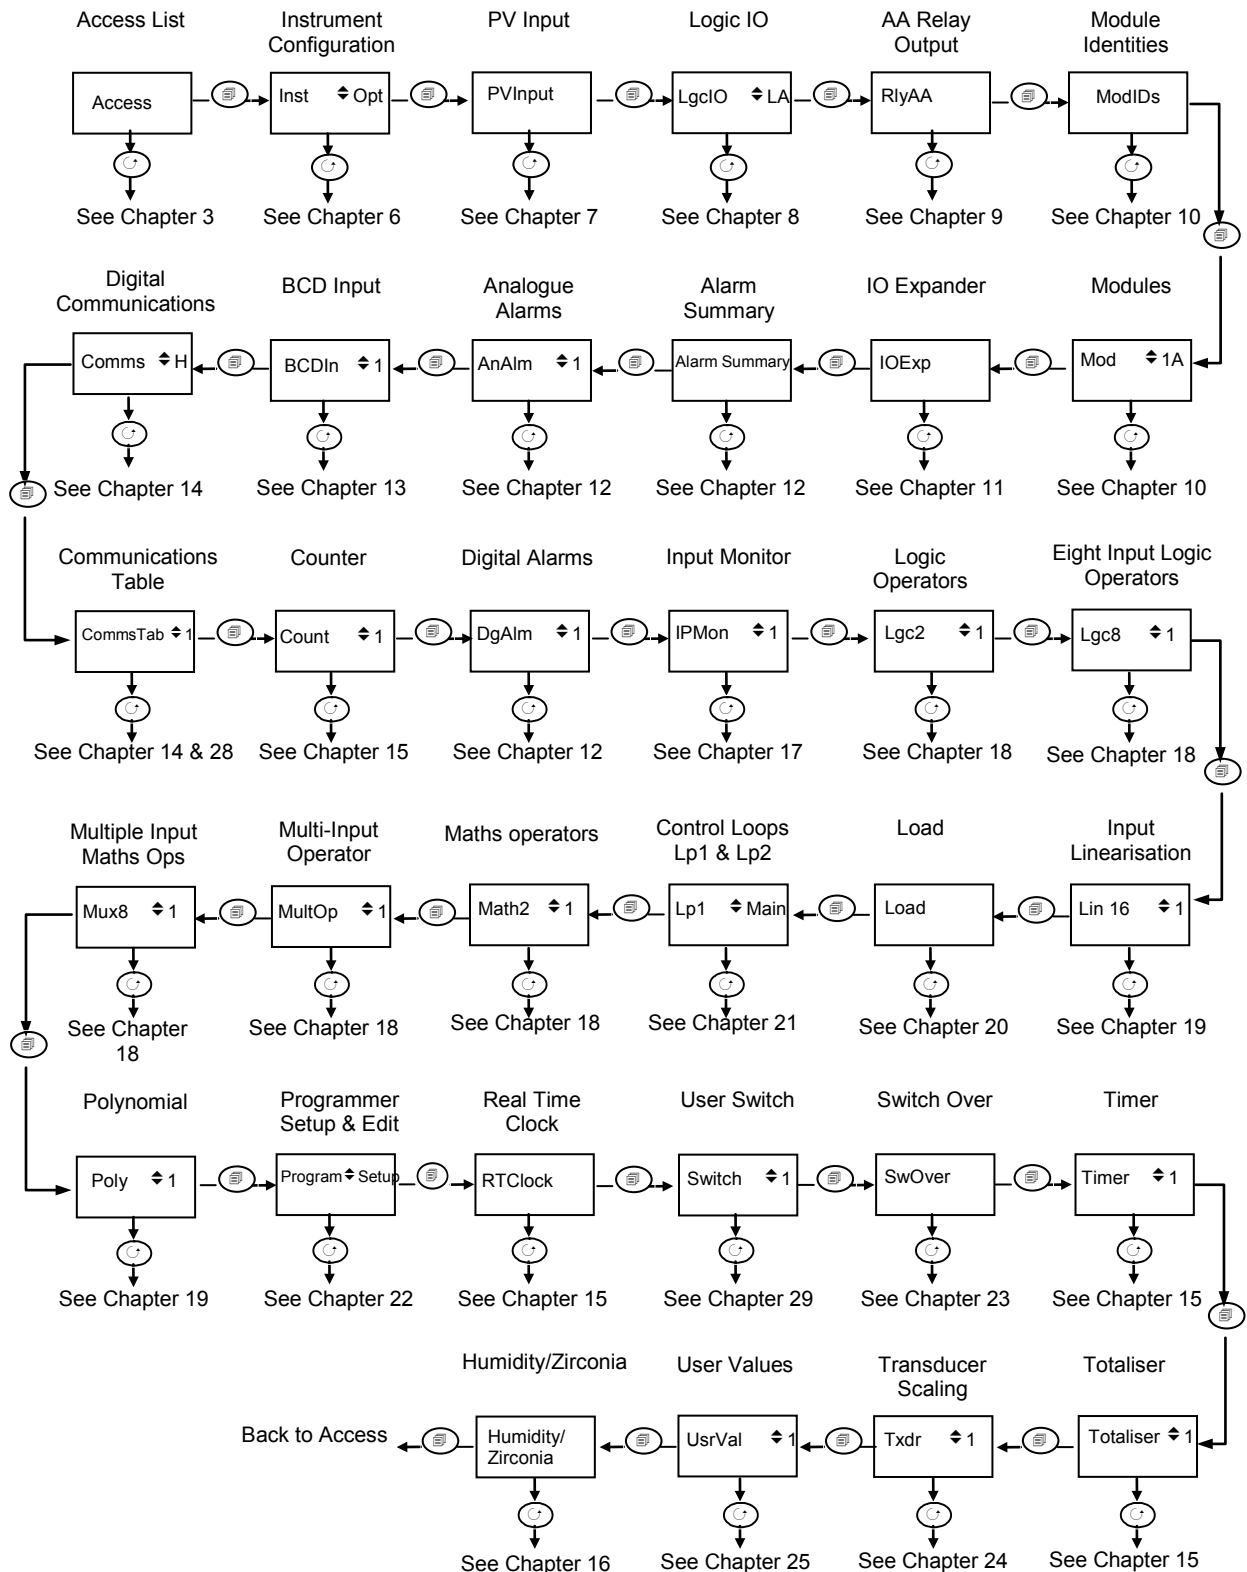 Access List
Instrument
Configuration
PV Input
Logic IO
AA Relay
Output
Module
Identities
Access
Inst Opt
PVInput
LgcIO LA
RlyAA
ModIDs
See Chapter 3
See Chapter 6
See Chapter 7
See Chapter 8
See Chapter 9
See Chapter 10
Digital
Communications
BCD Input
Analogue
Alarms
Alarm
Summary
IO Expander
Modules
Comms H
BCDIn 1
AnAlm 1
Alarm Summary
IOExp
Mod 1A
See Chapter 14
See Chapter 13
See Chapter 12
See Chapter 12
See Chapter 11
See Chapter 10
Communications
Table
Counter
Digital Alarms
Input Monitor
Logic
Operators
Eight Input Logic
Operators
CommsTab 1
Count 1
DgAlm 1
IPMon 1
Lgc2 1
Lgc8 1
See Chapter 14 & 28
See Chapter 15
See Chapter 12
See Chapter 17
See Chapter 18
See Chapter 18
Multiple Input
Maths Ops
Multi-Input
Operator
Maths operators
Control Loops
Lp1 & Lp2
Load
Input
Linearisation
Mux8 1
MultOp 1
Math2 1
Lp1 Main
Load
Lin 16 1
See Chapter
18
See Chapter 18
See Chapter 18
See Chapter 21
See Chapter 20
See Chapter 19
Polynomial
Programmer
Setup & Edit
Real Time
Clock
User Switch
Switch Over
Timer
Poly 1
Program Setup
RTClock
Switch 1
SwOver
Timer 1
See Chapter 19
See Chapter 22
See Chapter 15
See Chapter 29
See Chapter 23
See Chapter 15
Humidity/Zirconia
User Values
Transducer
Scaling
Totaliser
Back to Access
Humidity/
Zirconia
UsrVal 1
Txdr 1
Totaliser 1
See Chapter 16
See Chapter 25
See Chapter 24
See Chapter 15